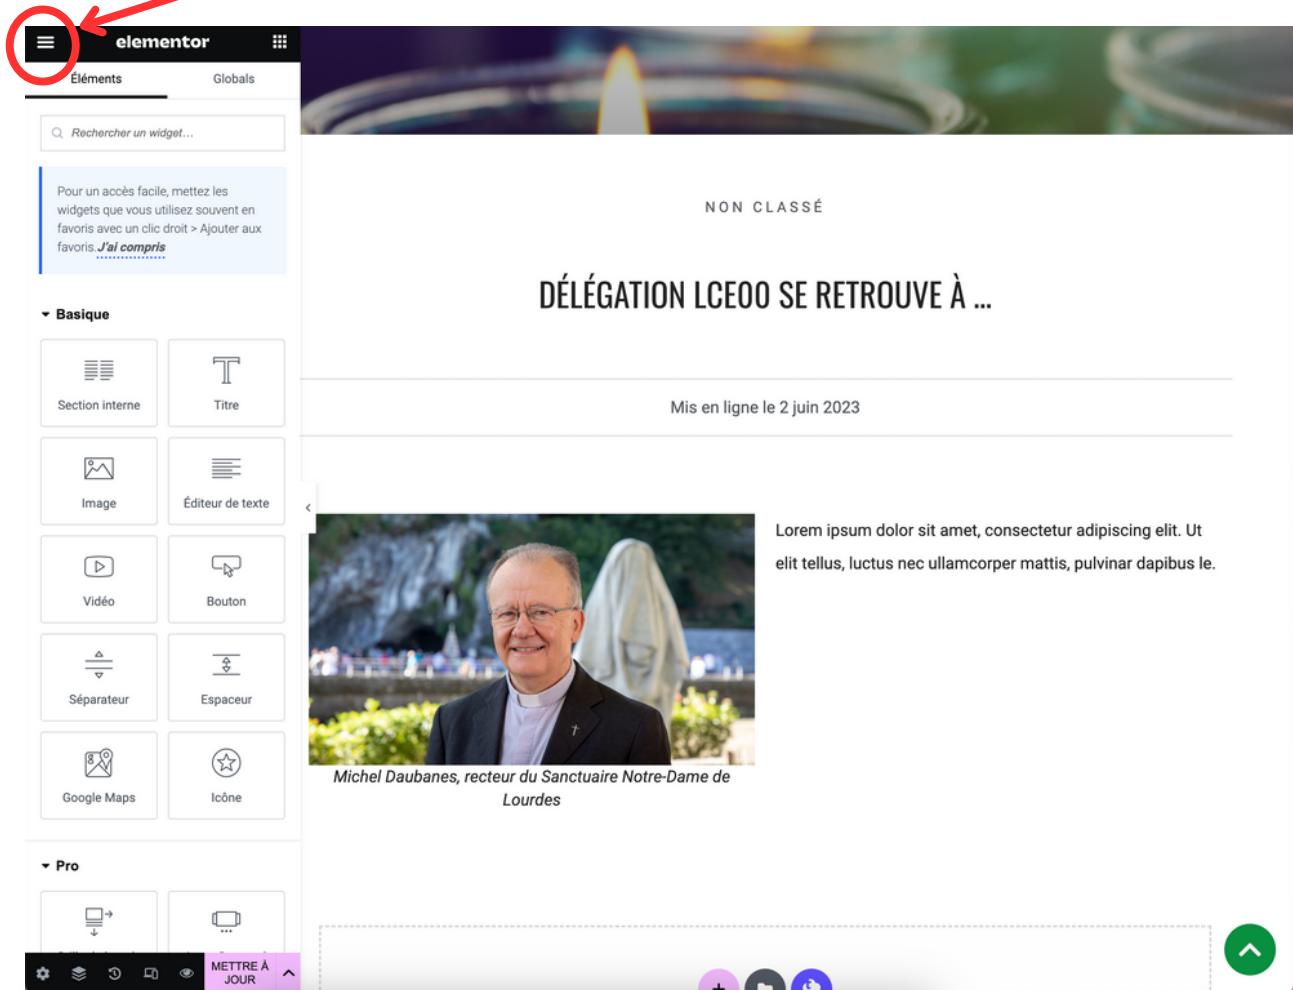 elementor
Éléments
Globals
Rechercher un widget...
Pour un accès facile, mettez les
widgets que vous utilisez souvent en
favoris avec un clic droit > Ajouter aux
favoris. J'ai compris
Basique
Section interne
Titre
Image
Éditeur de texte
Vidéo
Bouton
Séparateur
Espaceur
Google Maps
Icône
Pro
METTRE À
JOUR
NON CLASSÉ
DÉLÉGATION LCEOO SE RETROUVE À ...
Mis en ligne le 2 juin 2023
Lorem ipsum dolor sit amet, consectetur adipiscing elit. Ut
elit tellus, luctus nec ullamcorper mattis, pulvinar dapibus le.
Michel Daubanes, recteur du Sanctuaire Notre-Dame de
Lourdes